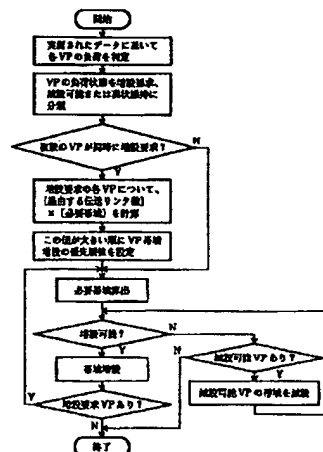 開始
実測されたデータに基いて
各VPの負荷を判定
VPの負荷状態を増設要求、
減設可能または現状維持に
分類
複数のVPが同時に増設要求？
N
Y
増設要求の各VPについて、
[経由する伝送リンク数]
×［必要帯域］を計算
この値が大きい順にVP帯域
増設の優先順位を設定
必要帯域算出
増設可能？
N
Y
帯域増設
減設可能VPあり？
N
Y
減設可能VPの帯域を減設
増設要求VPあり？
Y
N
終了